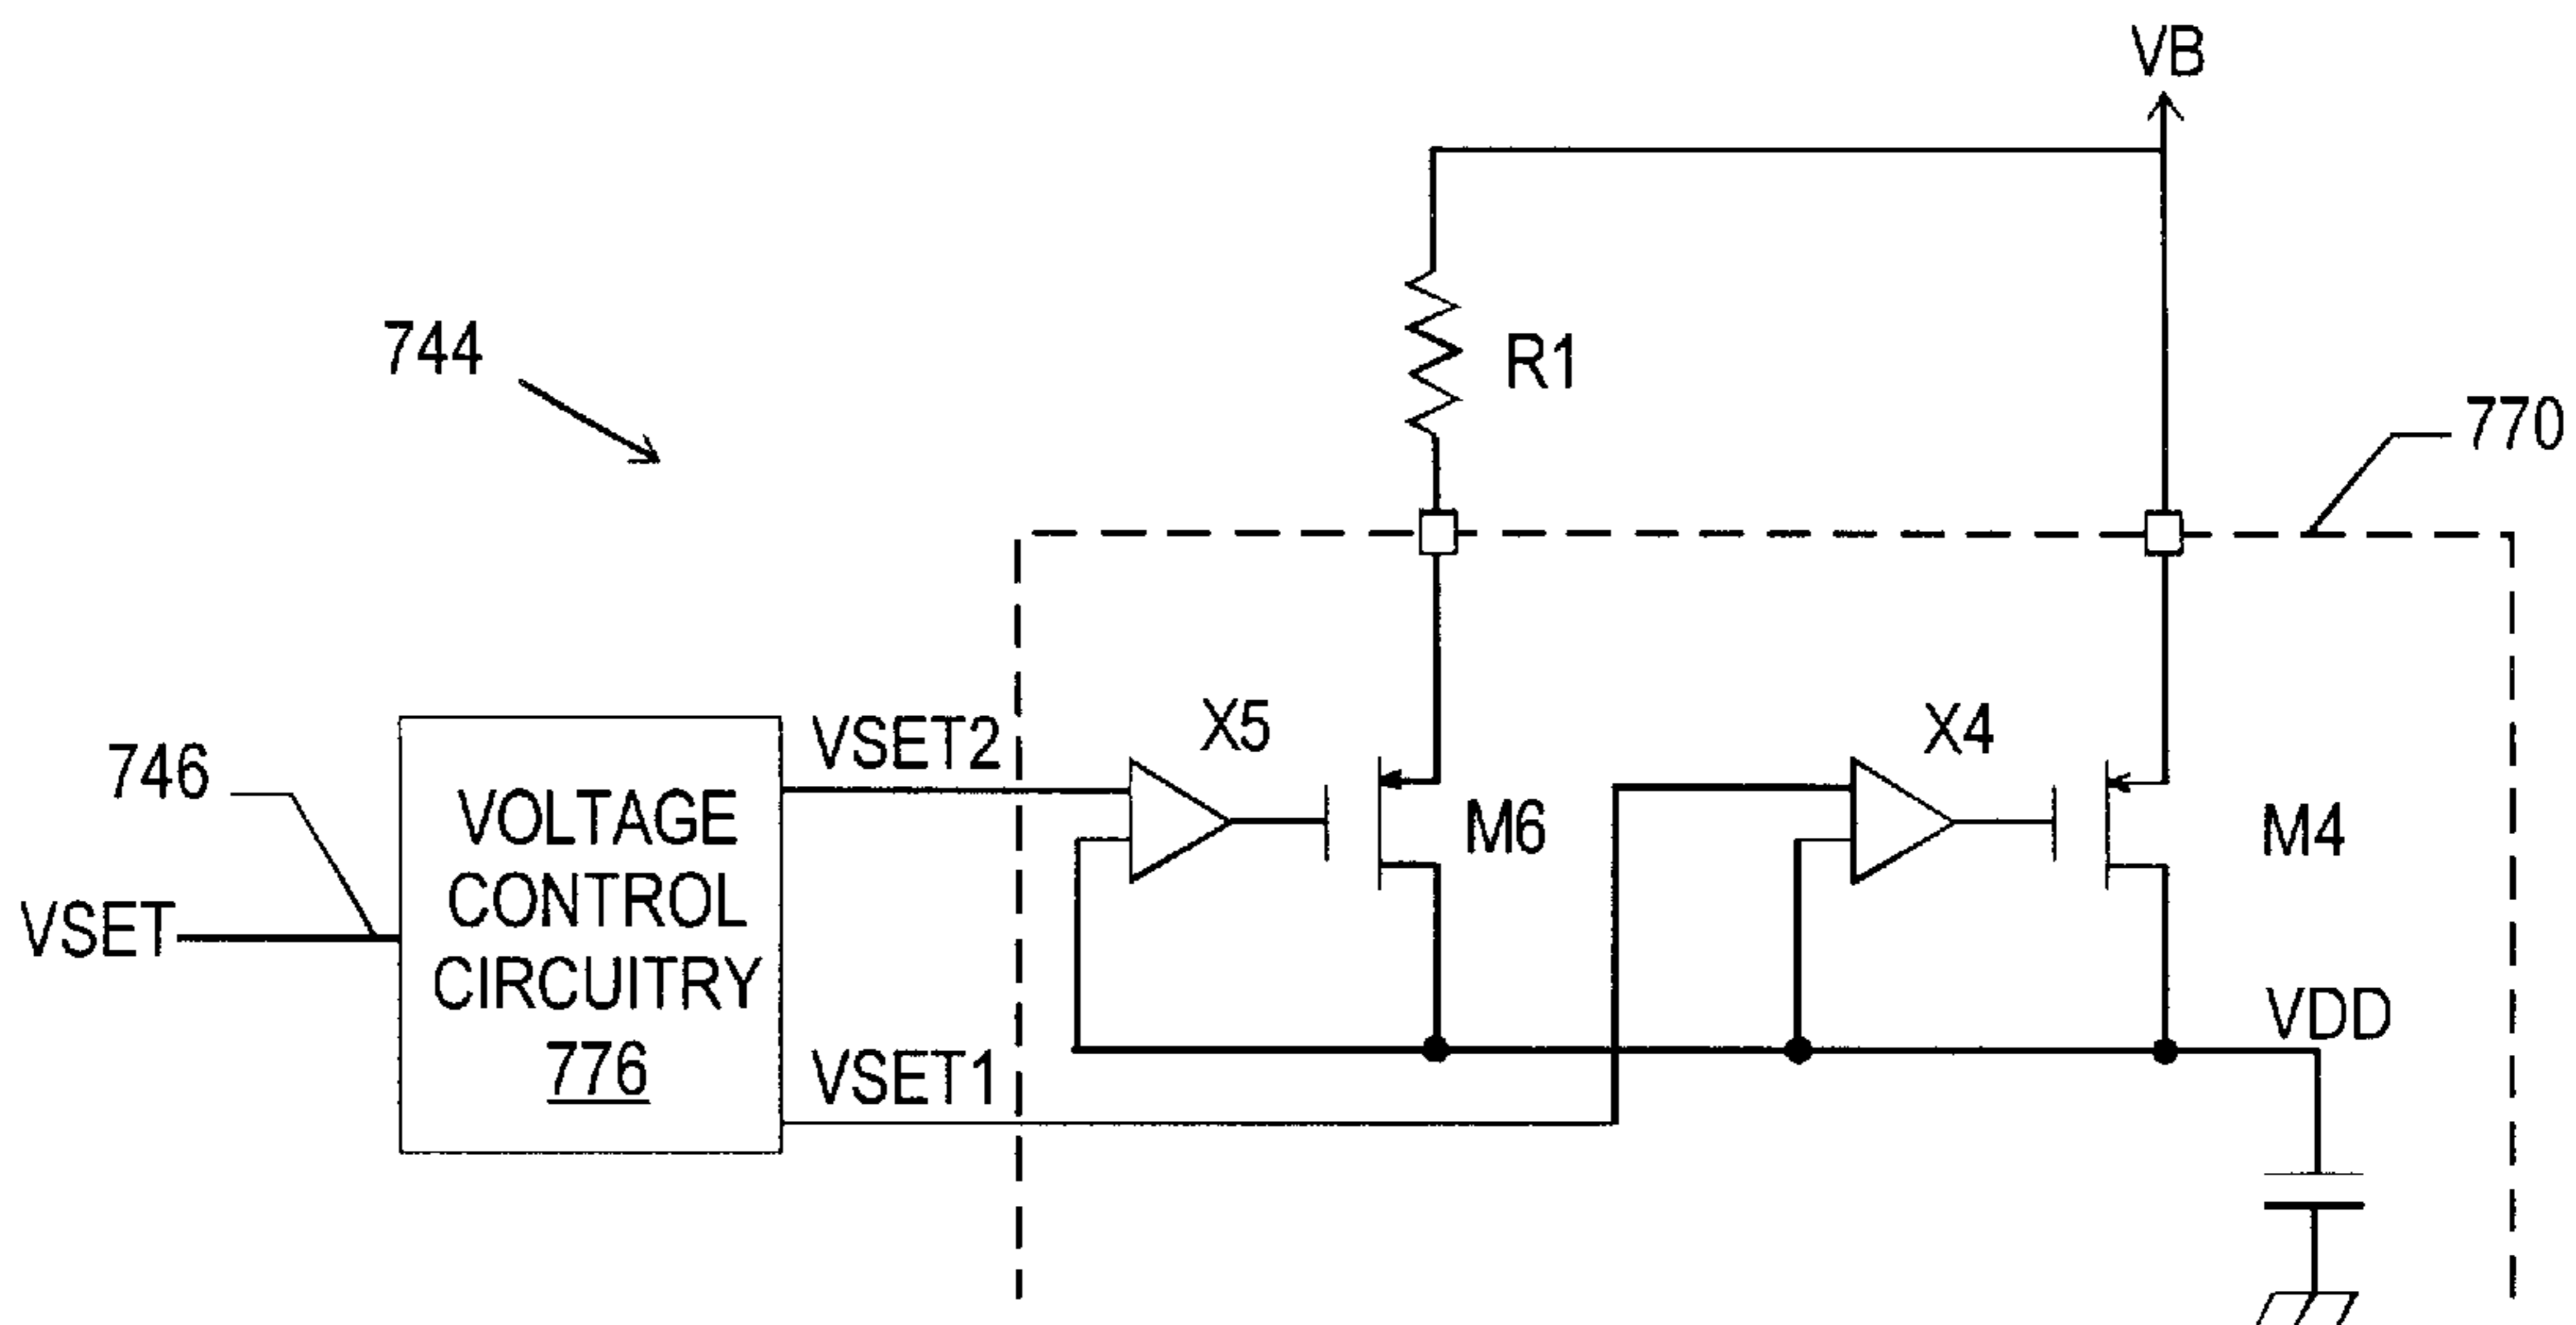 VB
744
R1
770
746
VSET2
X5
X4
VOLTAGE
CONTROL
CIRCUITRY
776
M6
M4
VSET
VDD
VSET1